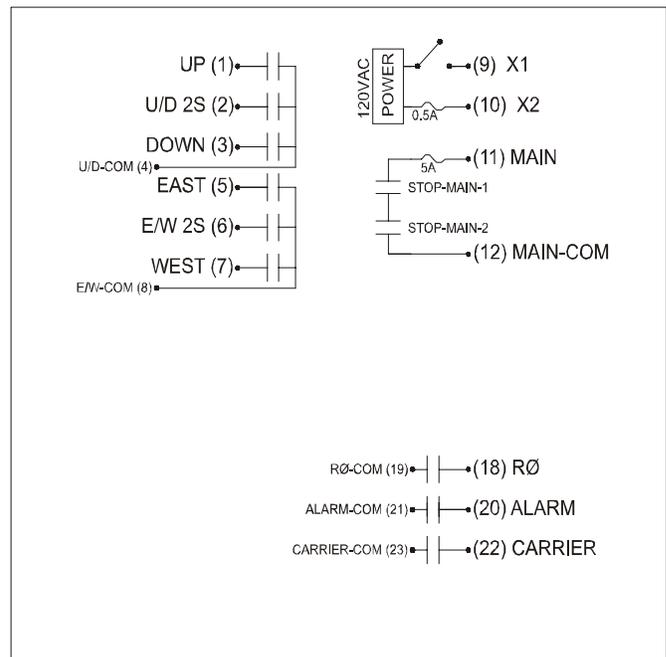 UP (1)
U/D 2S (2)
DOWN (3)
U/D-COM (4)
EAST (5)
E/W 2S (6)
WEST (7)
E/W-COM (8)
120VAC
POWER
(9) X1
(10) X2
0.5A
(11) MAIN
5A
STOP-MAIN-1
STOP-MAIN-2
(12) MAIN-COM
RØ-COM (19) (18) RØ
ALARM-COM (21) (20) ALARM
CARRIER-COM (23) (22) CARRIER